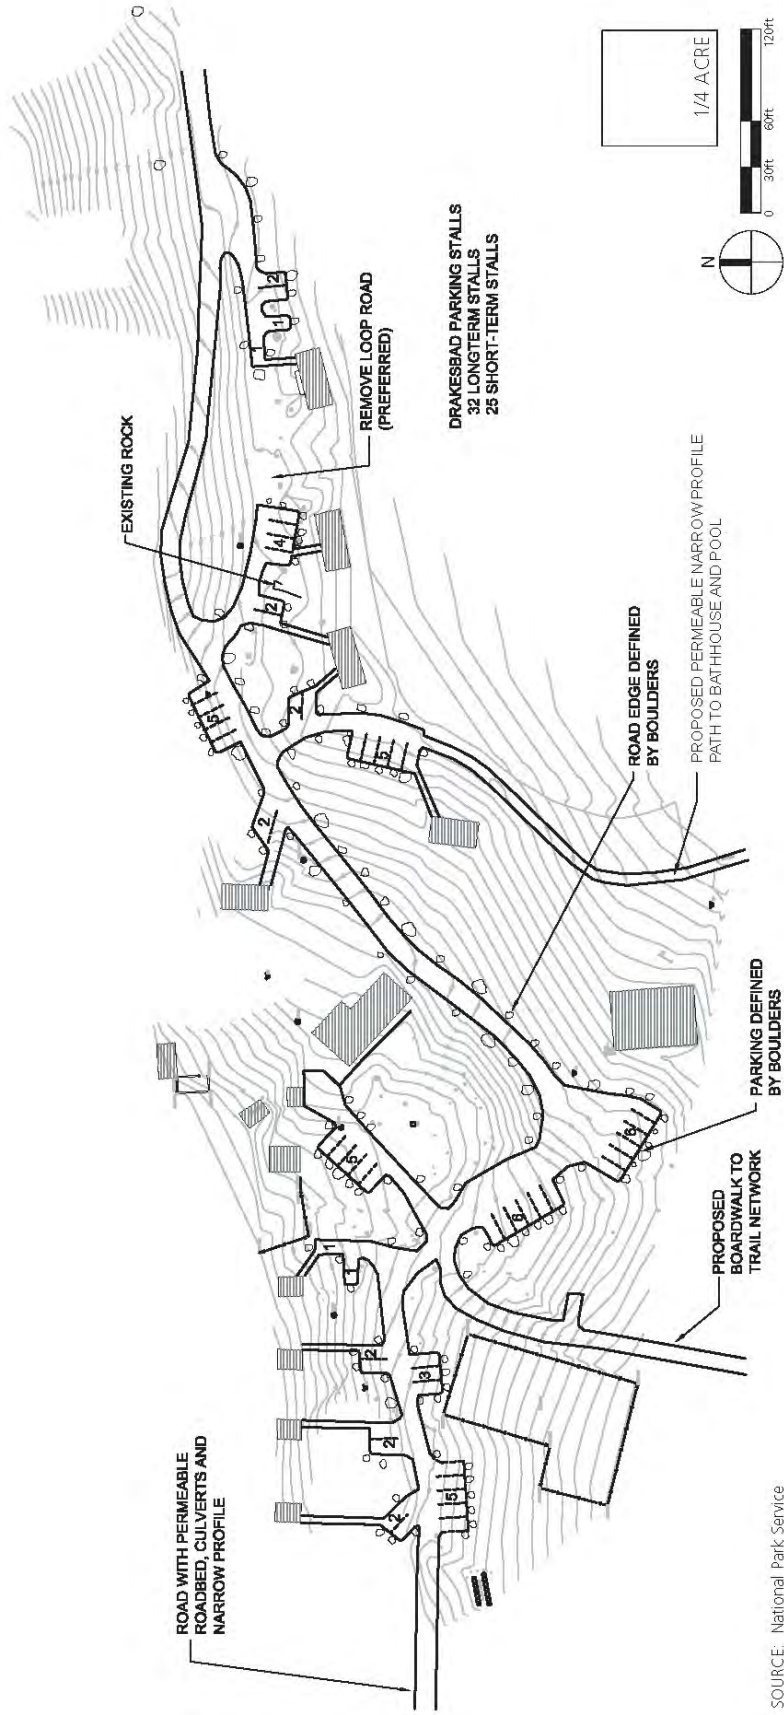 ROAD WITH PERMEABLE
ROADBED, CULVERTS AND
NARROW PROFILE
EXISTING ROCK
REMOVE LOOP ROAD
(PREFERRED)
DRAKESBAD PARKING STALLS
32 LONGTERM STALLS
25 SHORT-TERM STALLS
2
5
2
2
3
1
1
5
6
6
2
5
5
2
2
4
1
2
ROAD EDGE DEFINED
BY BOULDERS
PROPOSED PERMEABLE NARROW PROFILE
PATH TO BATHHOUSE AND POOL
PARKING DEFINED
BY BOULDERS
PROPOSED
BOARDWALK TO
TRAIL NETWORK
N
1/4 ACRE
0 30ft 60ft 120ft
SOURCE: National Park Service